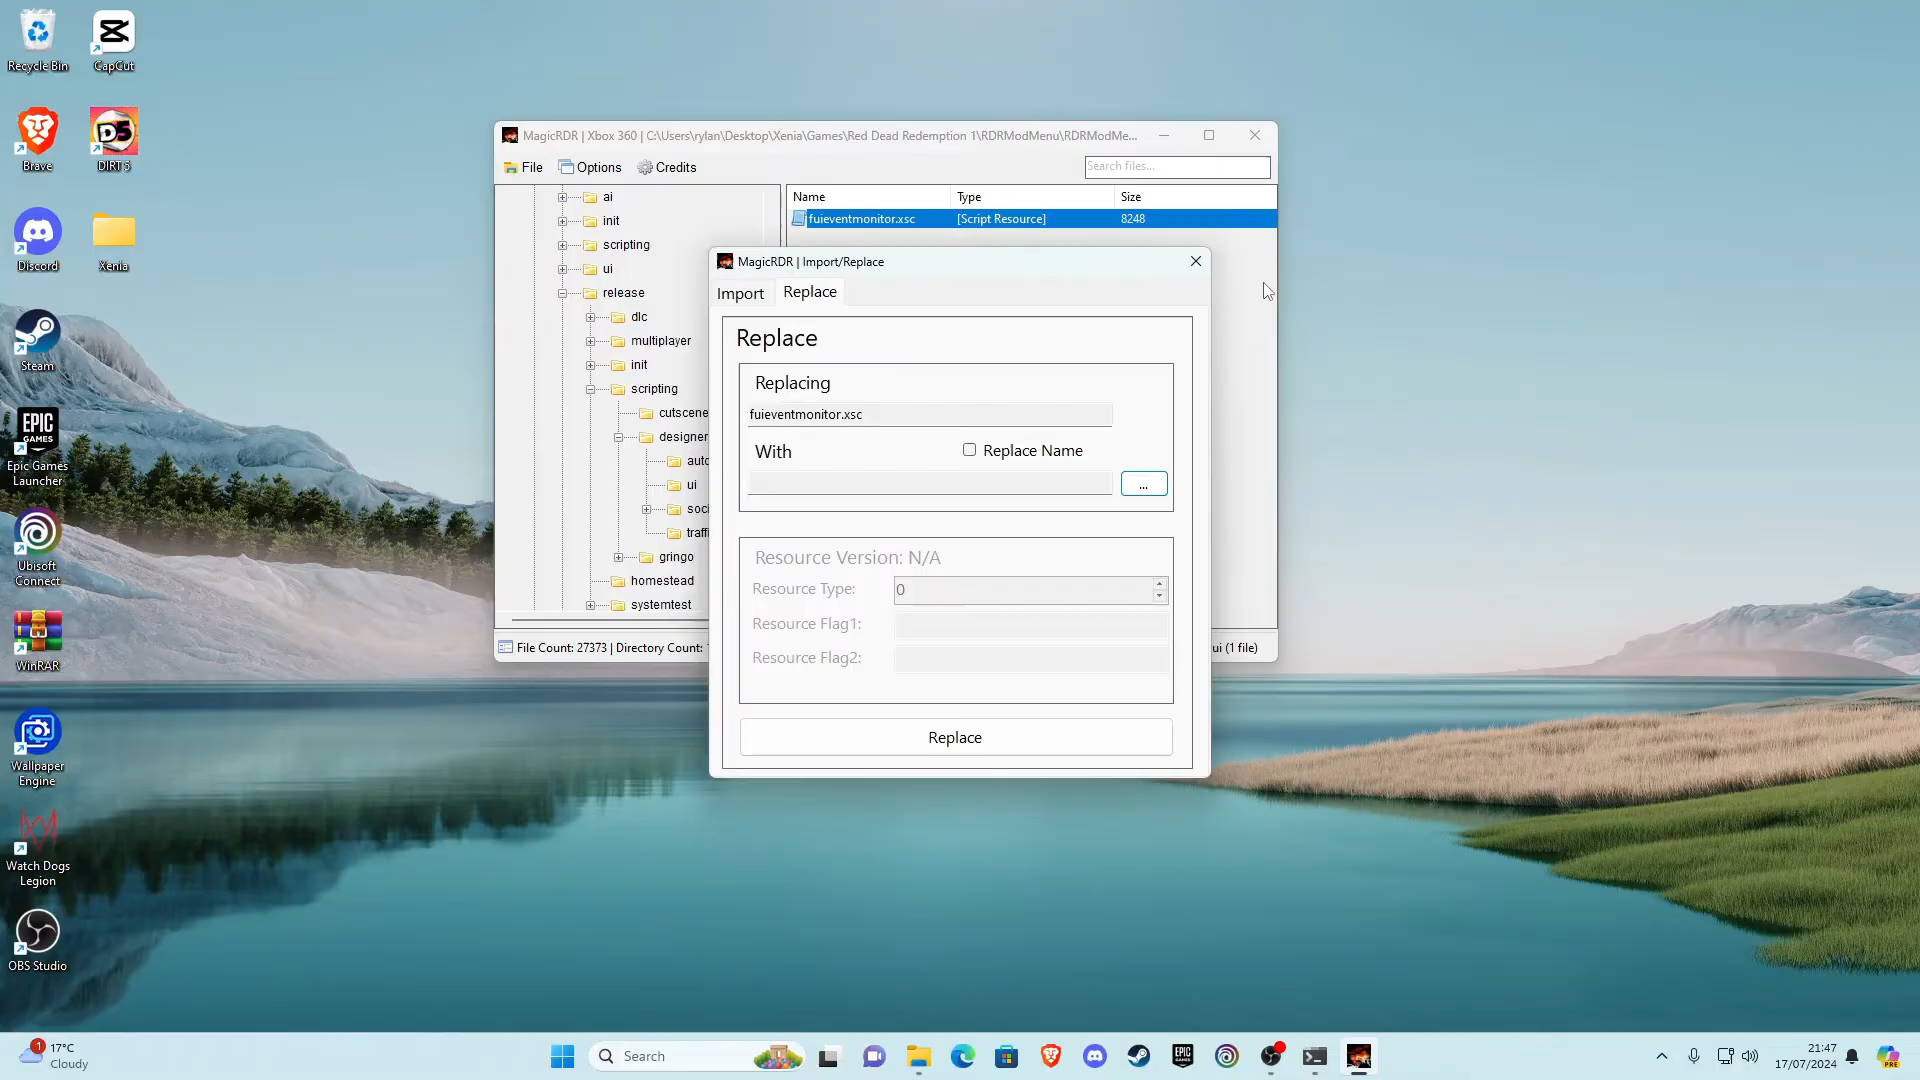 Recycle Bin
CapCut
Brave
DIRT 5
Discord
Xenia
Steam
Epic Games
Launcher
Ubisoft
Connect
WinRAR
Wallpaper
Engine
Watch Dogs
Legion
OBS Studio
MagicRDR | Xbox 360 | C:\Users\rylan\Desktop\Xenia\Games\Red Dead Redemption 1\RDRModMenu\RDRModMe...
File
Options
Credits
Search files...
ai
init
scripting
ui
release
dlc
multiplayer
init
scripting
cutscene
designer
auto
ui
soci
traffi
gringo
homestead
systemtest
Name
Type
Size
fuieventmonitor.xsc
[Script Resource]
8248
File Count: 27373 | Directory Count:
ui (1 file)
MagicRDR | Import/Replace
Import
Replace
Replace
Replacing
fuieventmonitor.xsc
With
Replace Name
...
Resource Version: N/A
Resource Type:
0
Resource Flag1:
Resource Flag2:
Replace
1
17°C
Cloudy
Search
EPIC
GAMES
21:47
17/07/2024
PRE